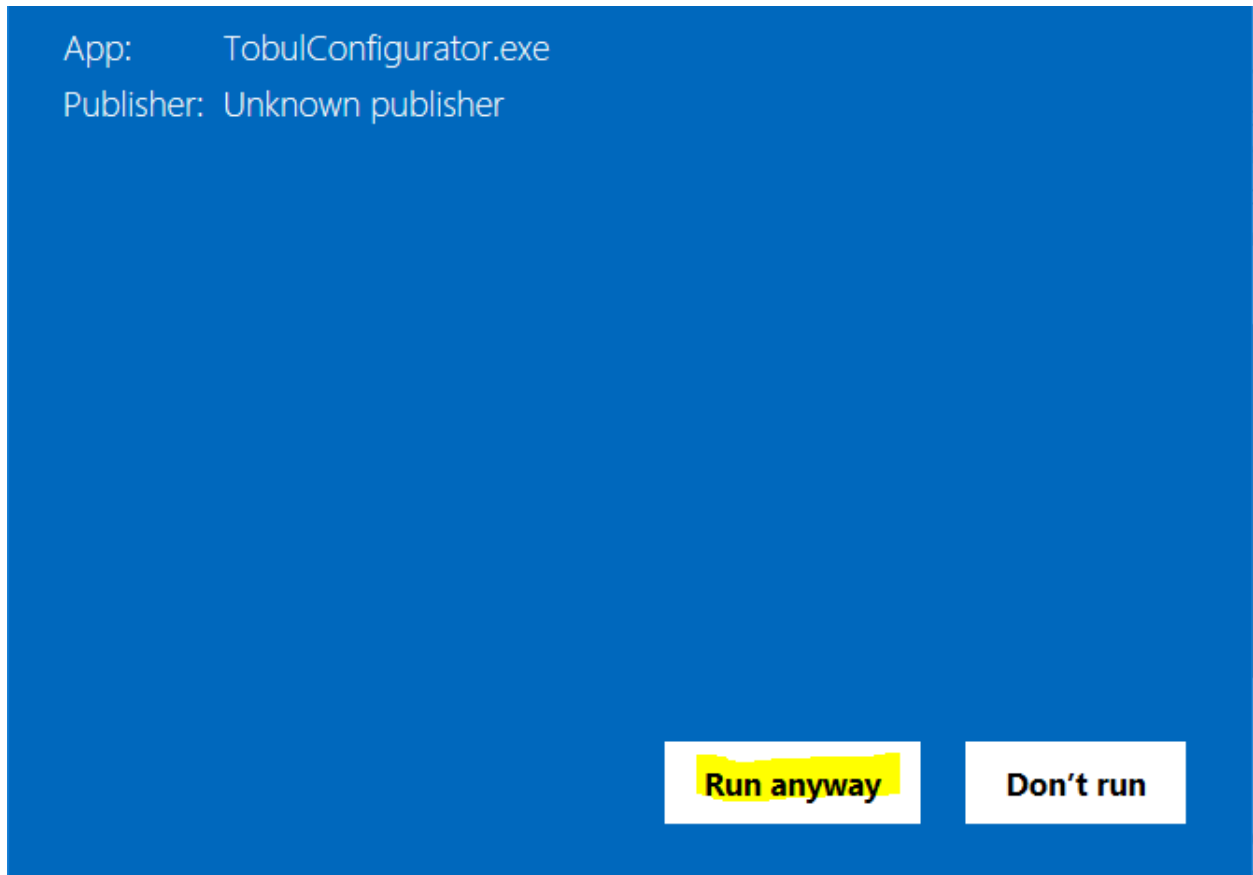 App: TobulConfigurator.exe
Publisher: Unknown publisher
Run anyway Don’t run